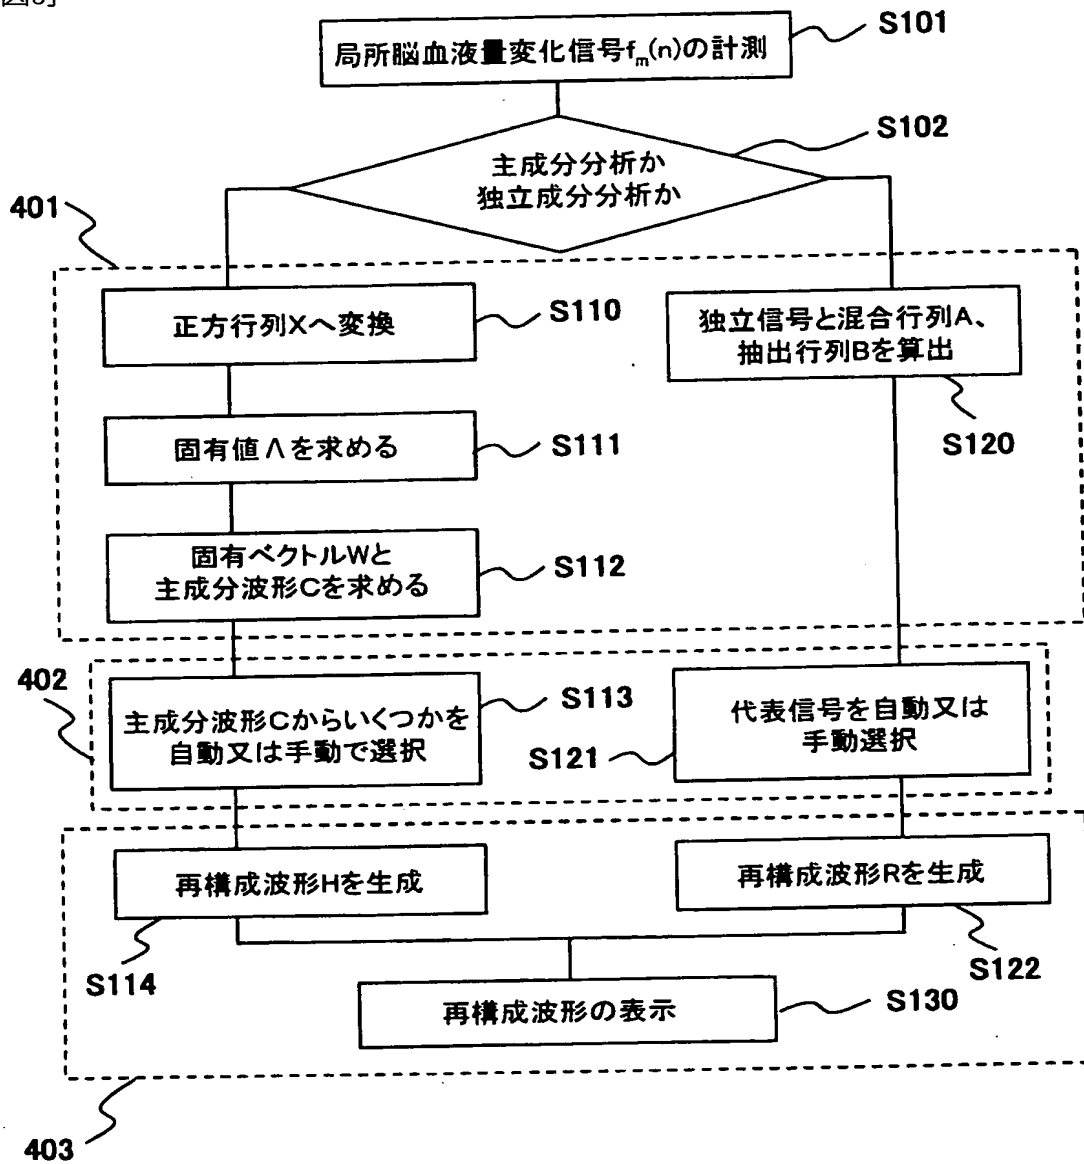 局所脳血液量変化信号fm(n)の計測
S101
S102
主成分分析か
独立成分分析か
401
正方行列Xへ変換
S110
独立信号と混合行列A、
抽出行列Bを算出
S120
固有値Λを求める
S111
固有ベクトルWと
主成分波形Cを求める
S112
402
主成分波形Cからいくつかを
自動又は手動で選択
S113
代表信号を自動又は
手動選択
S121
再構成波形Hを生成
S114
再構成波形Rを生成
S122
再構成波形の表示
S130
403